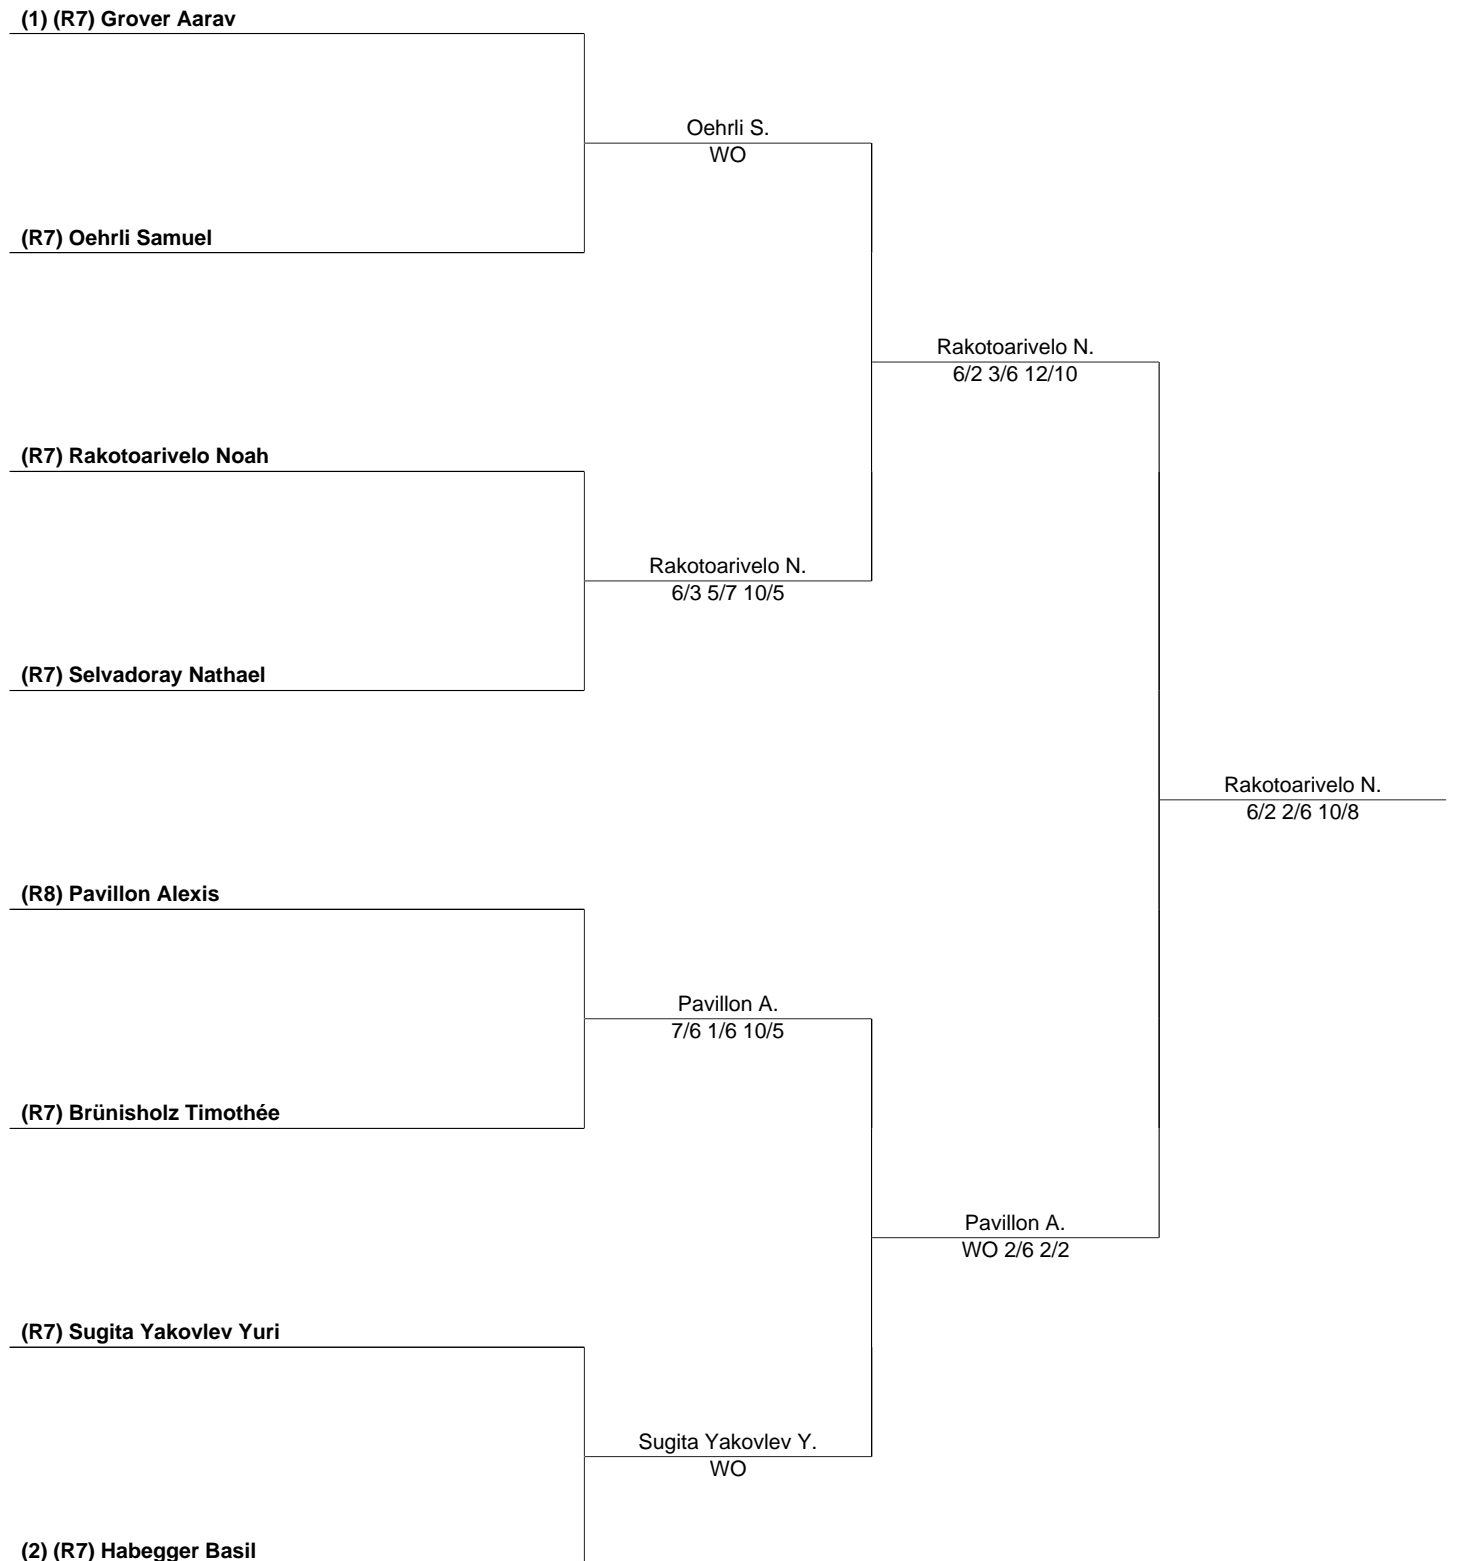 (1) (R7) Grover Aarav
Oehrli S.
WO
(R7) Oehrli Samuel
Rakotoarivelo N.
6/2 3/6 12/10
(R7) Rakotoarivelo Noah
Rakotoarivelo N.
6/3 5/7 10/5
(R7) Selvadoray Nathael
Rakotoarivelo N.
6/2 2/6 10/8
(R8) Pavillon Alexis
Pavillon A.
7/6 1/6 10/5
(R7) Brünisholz Timothée
Pavillon A.
WO 2/6 2/2
(R7) Sugita Yakovlev Yuri
Sugita Yakovlev Y.
WO
(2) (R7) Habegger Basil